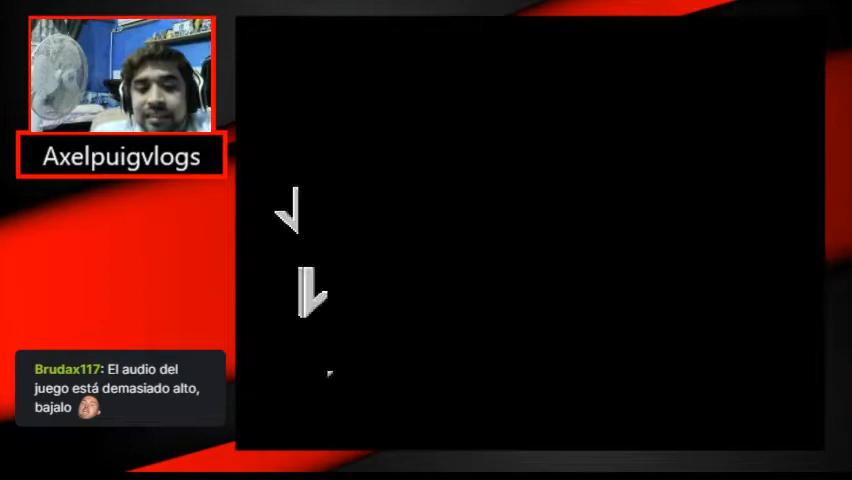 Axelpuigvlogs
Brudax117: El audio del
juego está demasiado alto,
bajalo